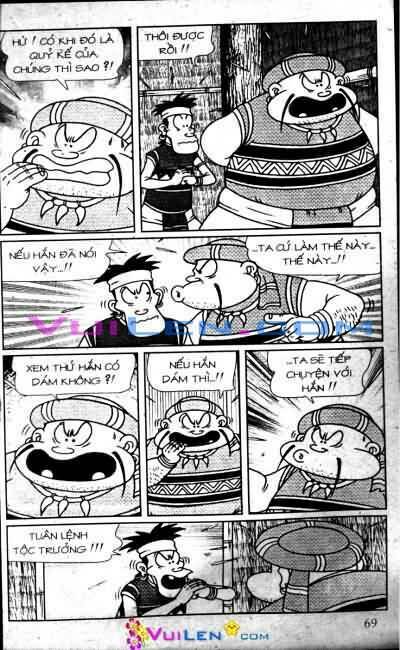 HỪ ! CÓ KHI ĐÓ LÀ
QUỶ KẾ CỦA
CHÚNG THÌ SAO ?!
THÔI ĐƯỢC
RỒI !!
NẾU HẮN ĐÃ NÓI
VẬY...!!
...TA CỨ LÀM THẾ NÀY...
THẾ NÀY...!!
VUILEN.COM
XEM THỬ HẮN CÓ
DÁM KHÔNG ?!
NẾU HẮN
DÁM THÌ...!!
...TA SẼ TIẾP
CHUYỆN VỚI
HẮN !!
TUÂN LỆNH
TỘC TRƯỞNG !!!
69
VUILEN.COM